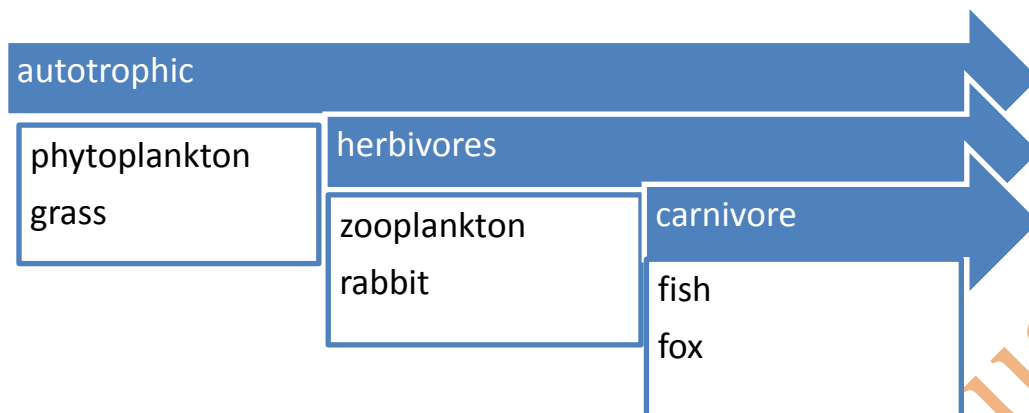 autotrophic
phytoplankton
grass
herbivores
zooplankton
rabbit
carnivore
fish
fox